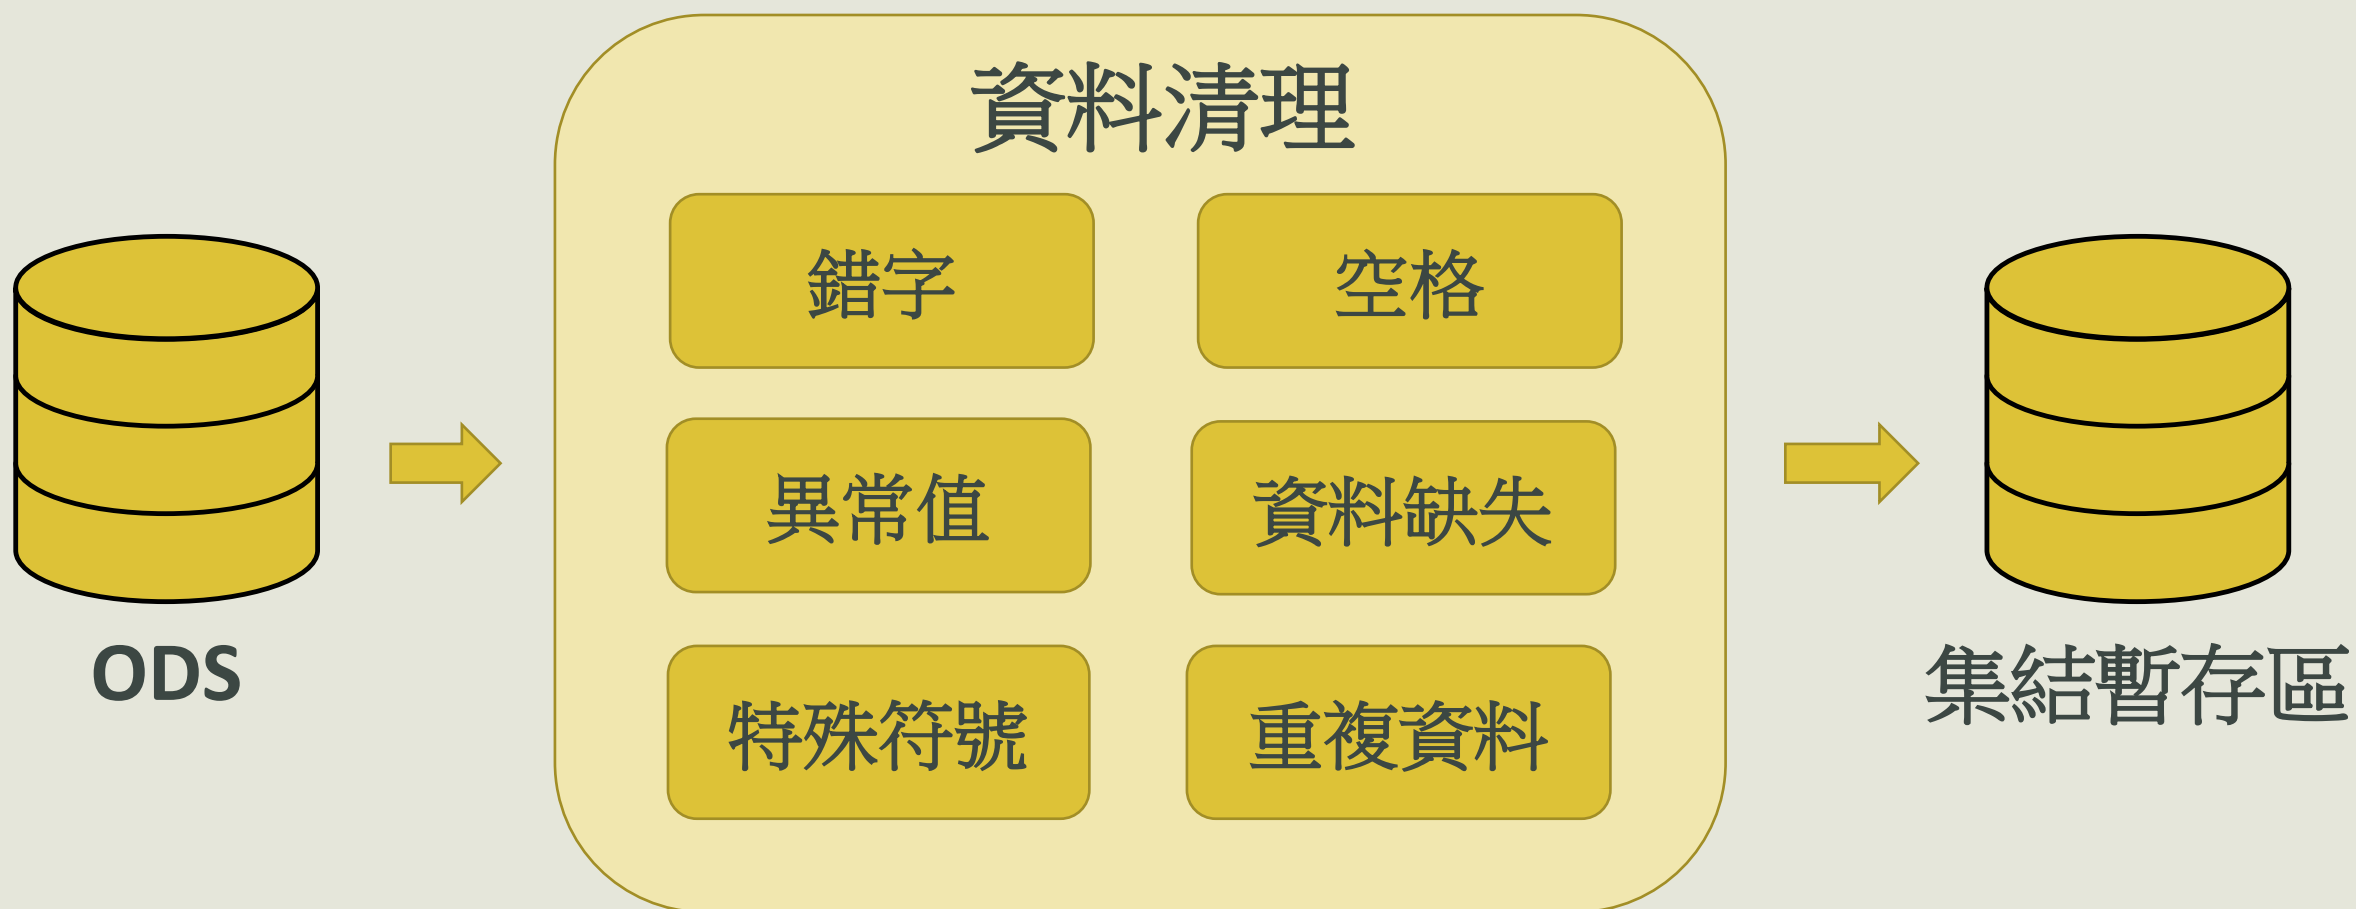 資料清理
錯字
空格
異常值
資料缺失
特殊符號
重複資料
ODS
集結暫存區